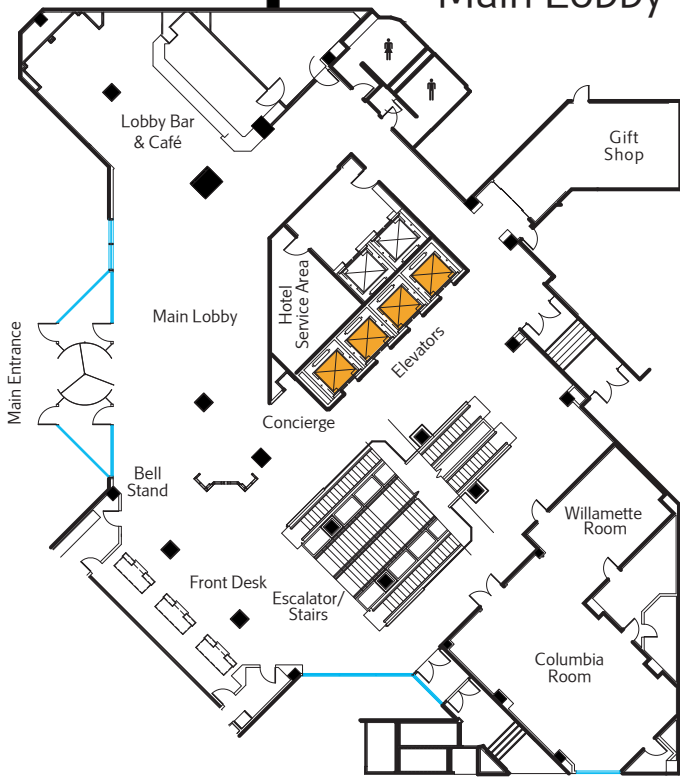 Main Lobby
Lobby Bar
& Café
Gift
Shop
Hotel
Service Area
Main Lobby
Elevators
Main Entrance
Concierge
Bell
Stand
Willamette
Room
Front Desk
Escalator/
Stairs
Columbia
Room